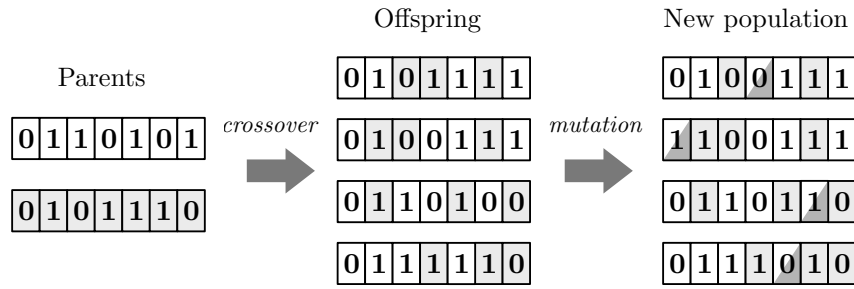 Offspring
New population
Parents
0 1 0 1 1 1 1
0 1 0 0 1 1 1
0 1 1 0 1 0 1
crossover
0 1 0 0 1 1 1
mutation
1 1 0 0 1 1 1
0 1 0 1 1 1 0
0 1 1 0 1 0 0
0 1 1 0 1 1 0
0 1 1 1 1 1 0
0 1 1 1 0 1 0